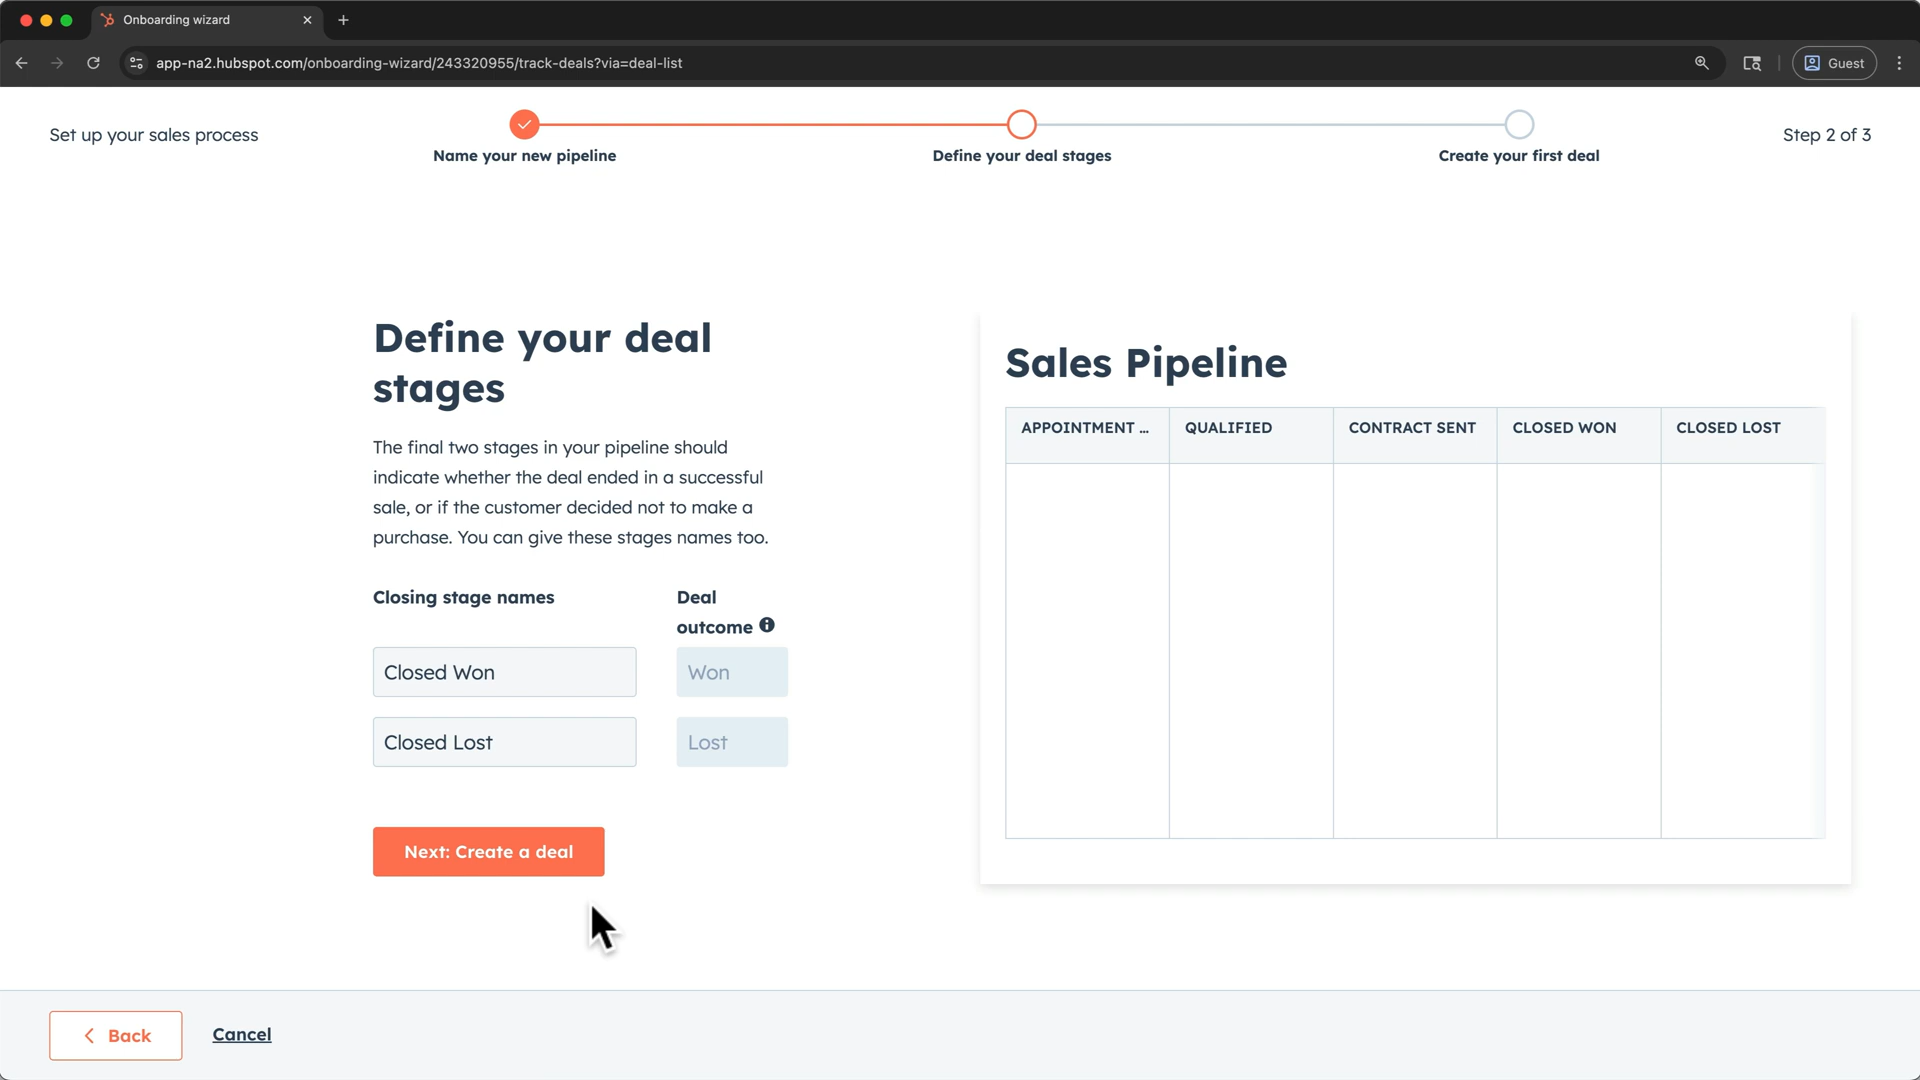 Onboarding wizard
app-na2.hubspot.com/onboarding-wizard/243320955/track-deals?via=deal-list
Guest
Set up your sales process
Name your new pipeline
Define your deal stages
Create your first deal
Step 2 of 3
Define your deal
stages
The final two stages in your pipeline should
indicate whether the deal ended in a successful
sale, or if the customer decided not to make a
purchase. You can give these stages names too.
Closing stage names
Deal
outcome
Closed Won
Won
Closed Lost
Lost
Next: Create a deal
Sales Pipeline
APPOINTMENT ...
QUALIFIED
CONTRACT SENT
CLOSED WON
CLOSED LOST
Back
Cancel